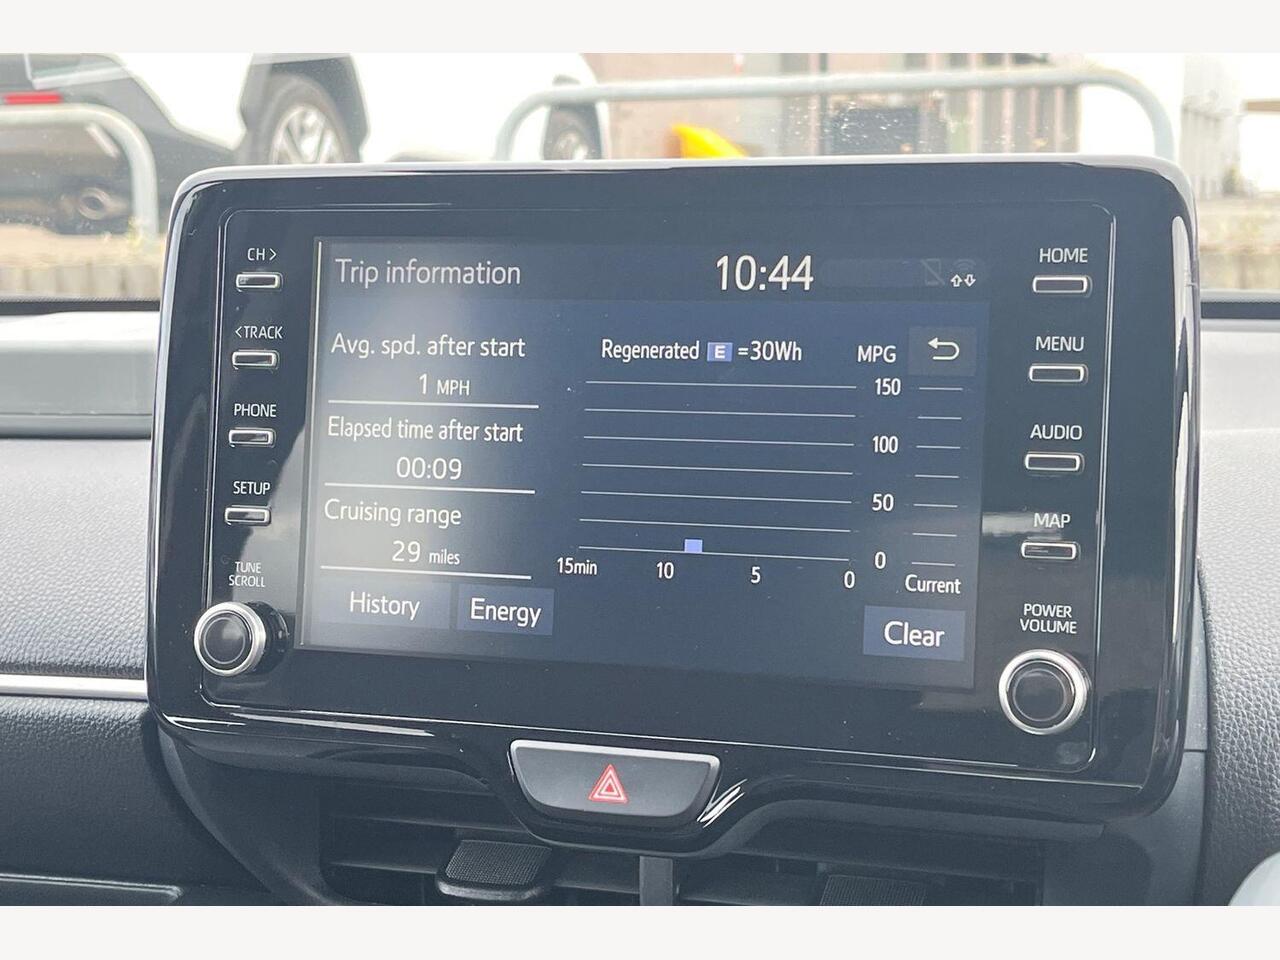 CH >
< TRACK
PHONE
SETUP
TUNE
SCROLL
Trip information
10:44
Avg. spd. after start
1 MPH
Elapsed time after start
00:09
Cruising range
29 miles
History
Energy
Regenerated E =30Wh
MPG
150
100
50
0
15min 10 5 0
Current
Clear
HOME
MENU
AUDIO
MAP
POWER
VOLUME